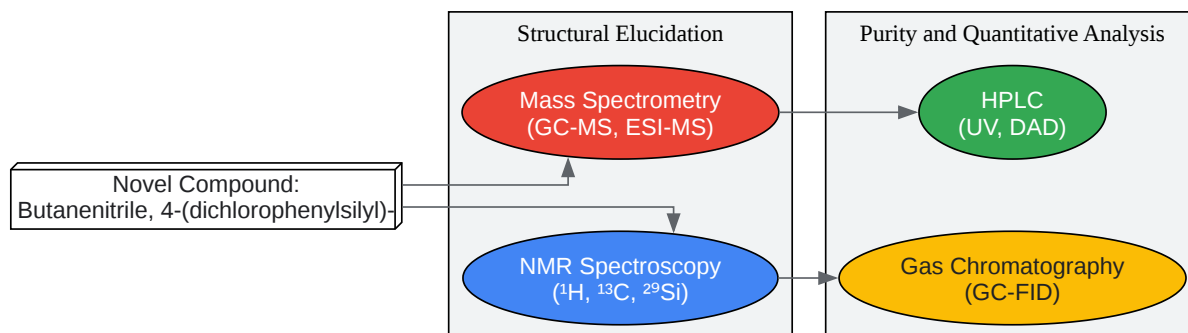 Structural Elucidation
Purity and Quantitative Analysis
Mass Spectrometry
(GC-MS, ESI-MS)
HPLC
(UV, DAD)
Novel Compound:
Butanenitrile, 4-(dichlorophenylsilyl)-
NMR Spectroscopy
(¹H, ¹³C, ²⁹Si)
Gas Chromatography
(GC-FID)